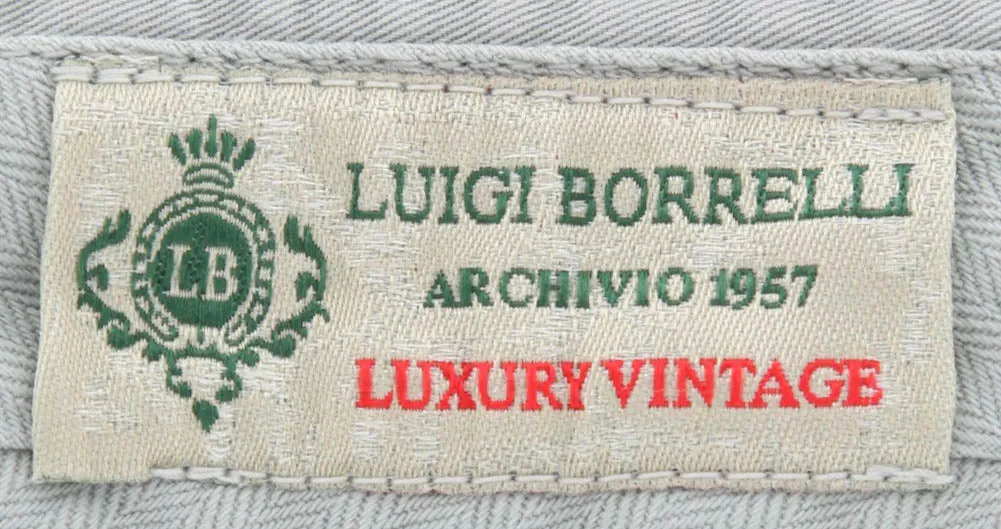 LB
LUIGI BORRELLI
ARCHIVIO 1957
LUXURY VINTAGE